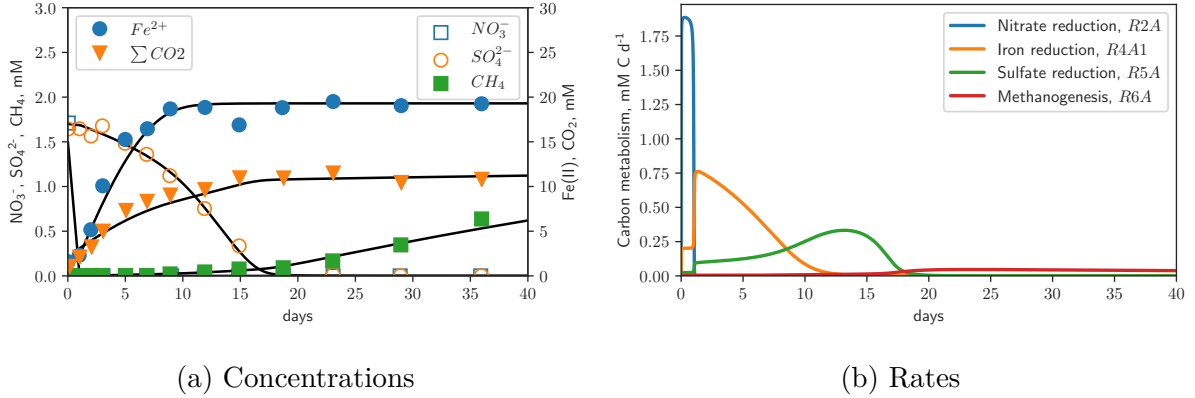 NO₃⁻, SO₄²⁻, CH₄, mM
3.0
2.5
2.0
1.5
1.0
0.5
0.0
Fe²⁺
∑CO2
NO₃⁻
SO₄²⁻
CH₄
30
25
20
15
10
5
0
Fe(II), CO₂, mM
0 5 10 15 20 25 30 35 40
days
(a) Concentrations
Carbon metabolism, mM C d⁻¹
1.75
1.50
1.25
1.00
0.75
0.50
0.25
0.00
Nitrate reduction, R2A
Iron reduction, R4A1
Sulfate reduction, R5A
Methanogenesis, R6A
0 5 10 15 20 25 30 35 40
days
(b) Rates